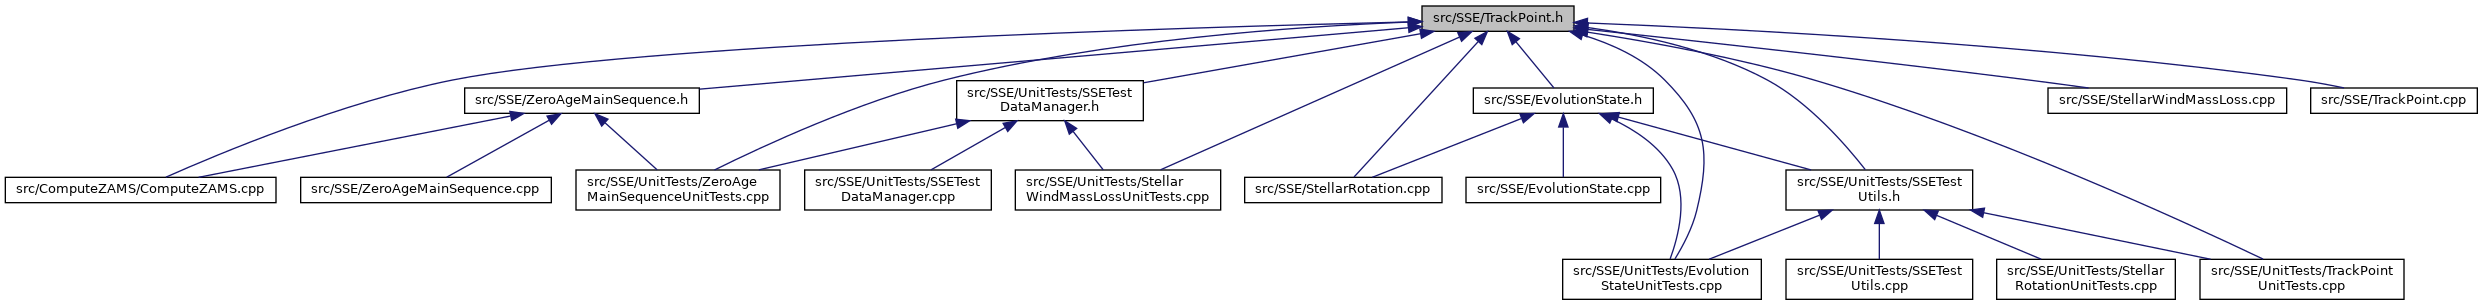 src/SSE/TrackPoint.h
src/SSE/ZeroAgeMainSequence.h
src/SSE/UnitTests/SSETest
DataManager.h
src/SSE/EvolutionState.h
src/SSE/StellarWindMassLoss.cpp
src/SSE/TrackPoint.cpp
src/ComputeZAMS/ComputeZAMS.cpp
src/SSE/ZeroAgeMainSequence.cpp
src/SSE/UnitTests/ZeroAge
MainSequenceUnitTests.cpp
src/SSE/UnitTests/SSETest
DataManager.cpp
src/SSE/UnitTests/Stellar
WindMassLossUnitTests.cpp
src/SSE/StellarRotation.cpp
src/SSE/EvolutionState.cpp
src/SSE/UnitTests/SSETest
Utils.h
src/SSE/UnitTests/Evolution
StateUnitTests.cpp
src/SSE/UnitTests/SSETest
Utils.cpp
src/SSE/UnitTests/Stellar
RotationUnitTests.cpp
src/SSE/UnitTests/TrackPoint
UnitTests.cpp